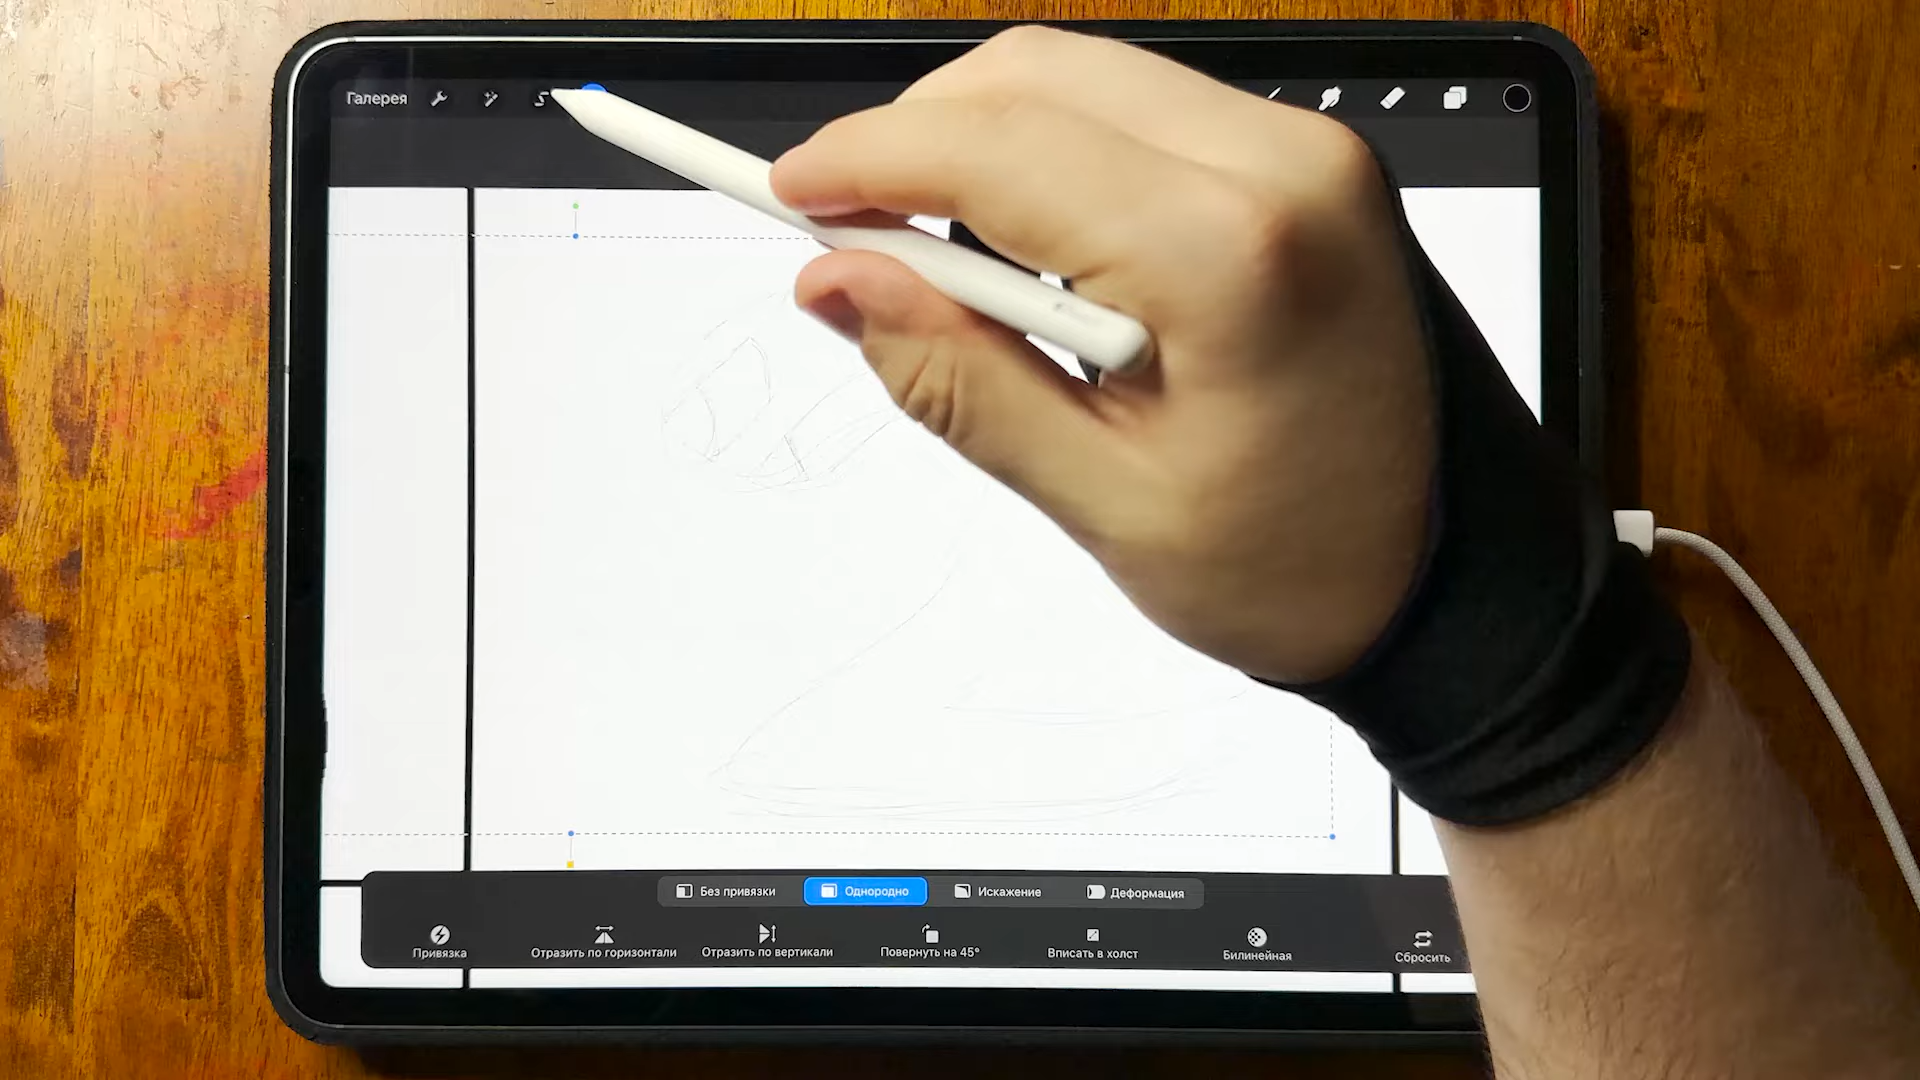 Галерея
Без привязки
Однородно
Искажение
Деформация
Привязка
Отразить по горизонтали
Отразить по вертикали
Повернуть на 45°
Вписать в холст
Билинейная
Сбросить